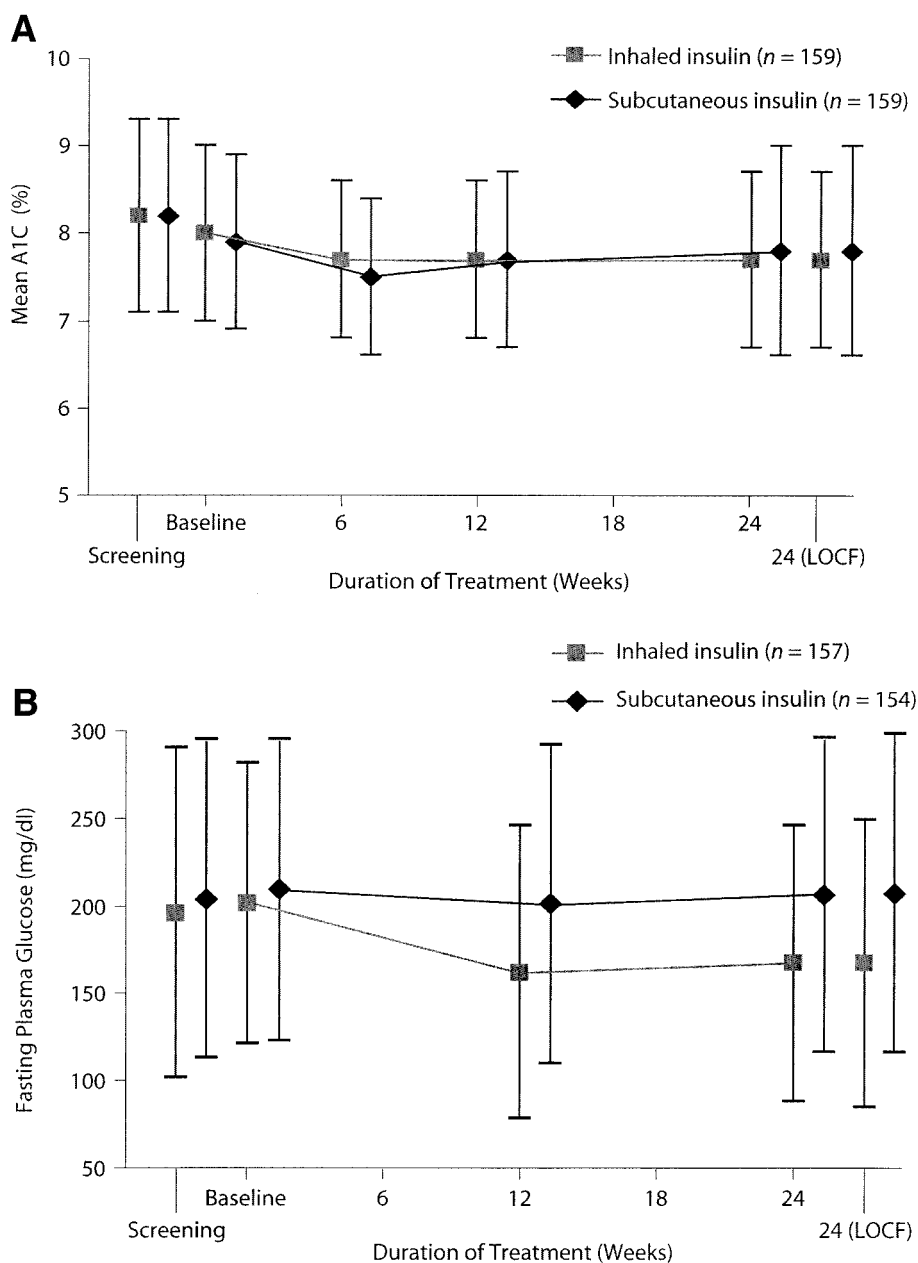 A
Inhaled insulin (n = 159)
Subcutaneous insulin (n = 159)
10
9
8
7
6
5
Mean A1C (%)
Baseline 6 12 18 24
Screening 24 (LOCF)
Duration of Treatment (Weeks)
Inhaled insulin (n = 157)
Subcutaneous insulin (n = 154)
B
300
250
200
150
100
50
Fasting Plasma Glucose (mg/dl)
Baseline 6 12 18 24
Screening 24 (LOCF)
Duration of Treatment (Weeks)